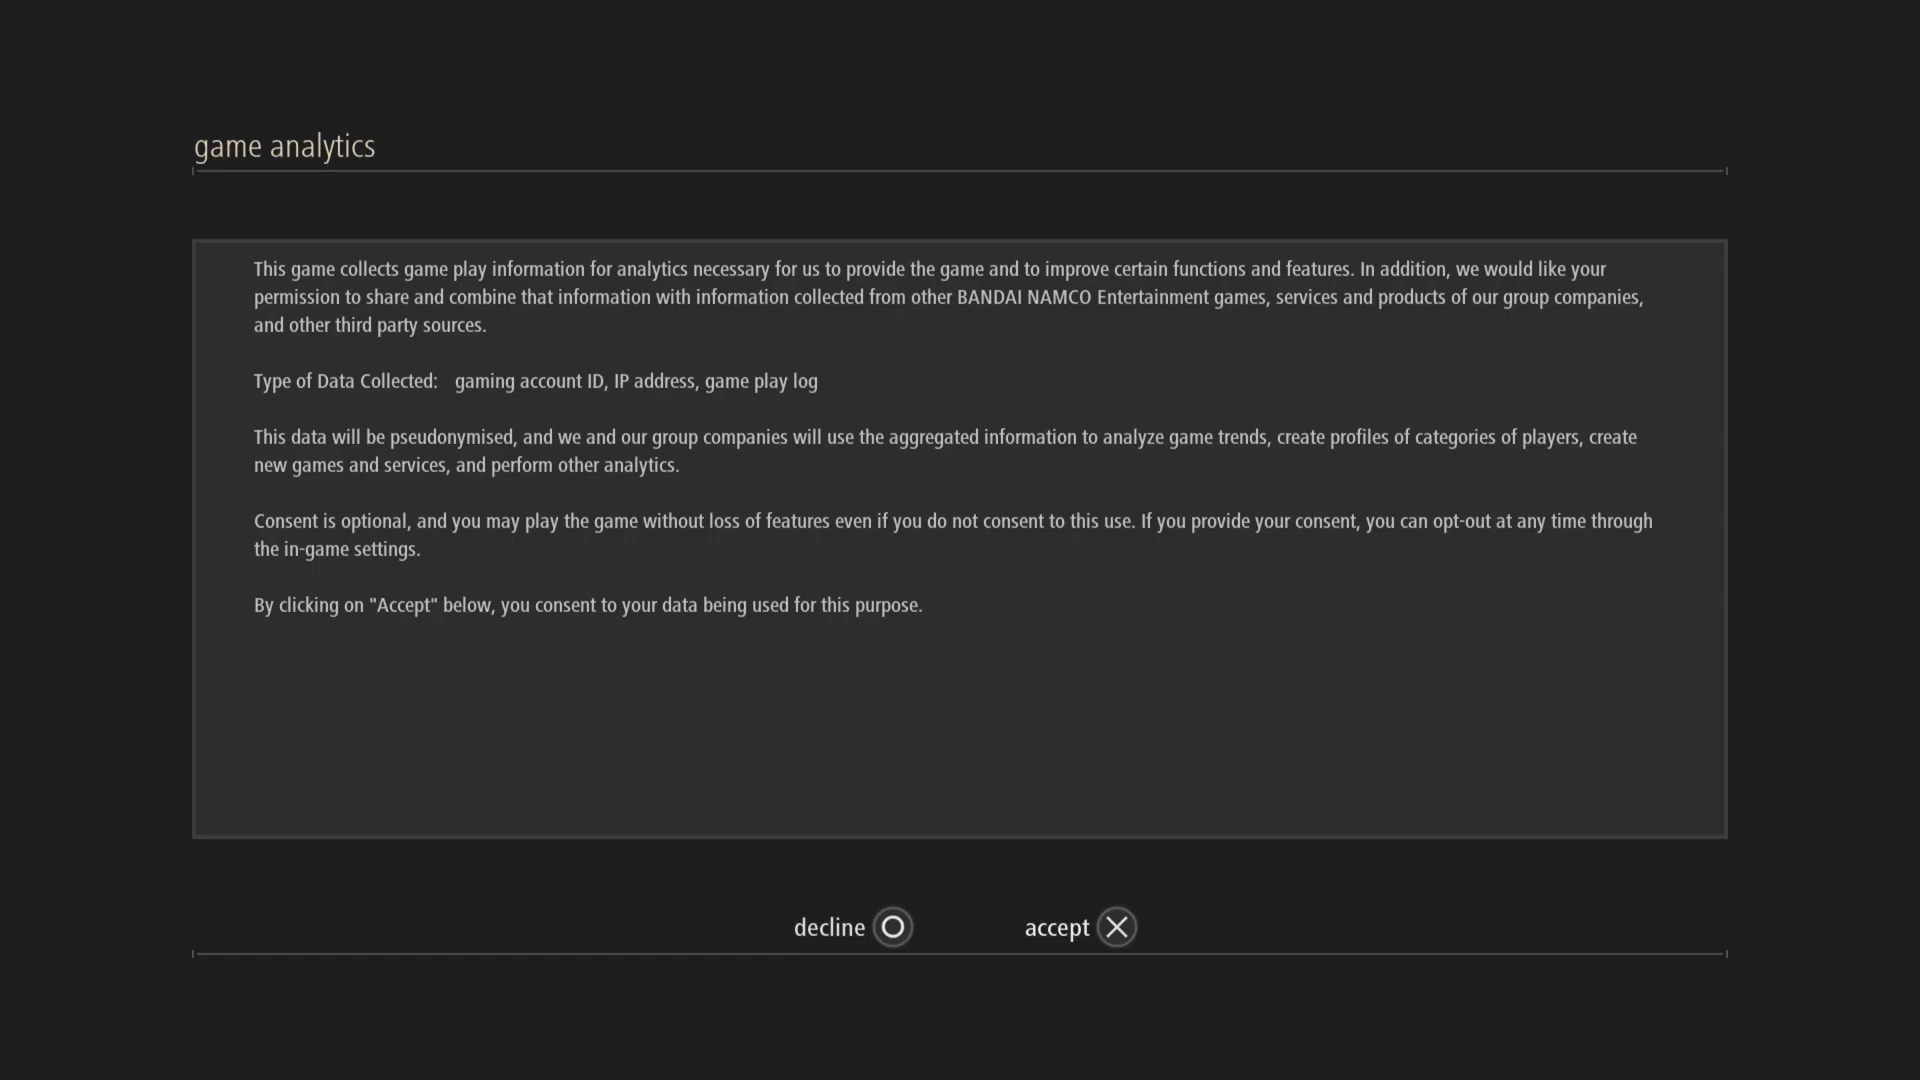 game analytics
This game collects game play information for analytics necessary for us to provide the game and to improve certain functions and features. In addition, we would like your
permission to share and combine that information with information collected from other BANDAI NAMCO Entertainment games, services and products of our group companies,
and other third party sources.
Type of Data Collected: gaming account ID, IP address, game play log
This data will be pseudonymised, and we and our group companies will use the aggregated information to analyze game trends, create profiles of categories of players, create
new games and services, and perform other analytics.
Consent is optional, and you may play the game without loss of features even if you do not consent to this use. If you provide your consent, you can opt-out at any time through
the in-game settings.
By clicking on "Accept" below, you consent to your data being used for this purpose.
decline accept